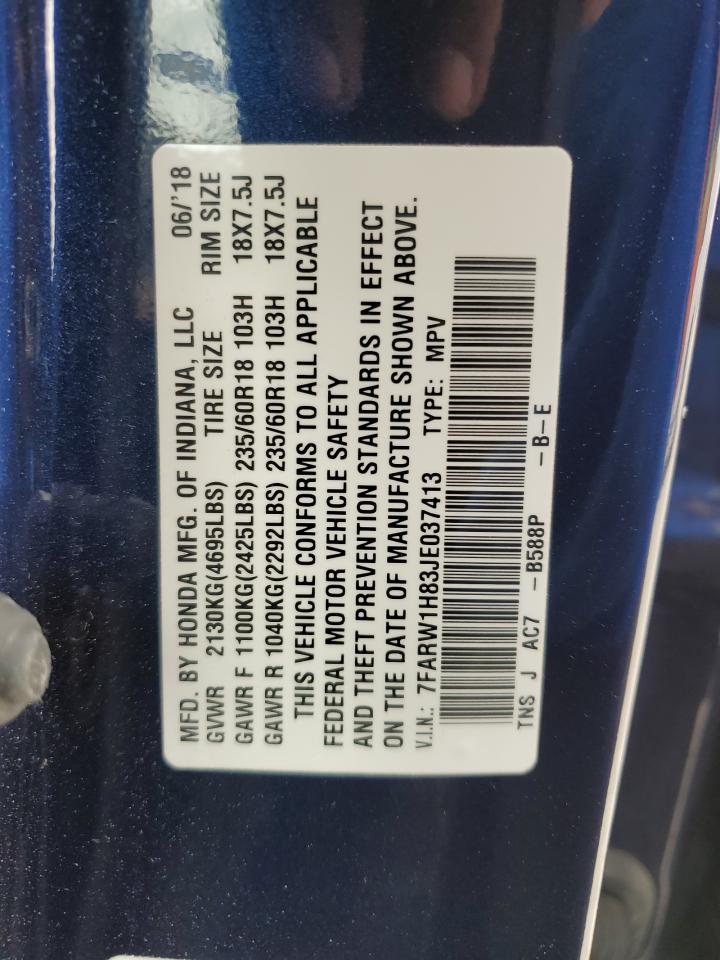 MFD. BY HONDA MFG. OF INDIANA, LLC 06/'18
GVWR 2130KG(4695LBS) TIRE SIZE RIM SIZE
GAWR F 1100KG(2425LBS) 235/60R18 103H 18X7.5J
GAWR R 1040KG(2292LBS) 235/60R18 103H 18X7.5J
THIS VEHICLE CONFORMS TO ALL APPLICABLE
FEDERAL MOTOR VEHICLE SAFETY
AND THEFT PREVENTION STANDARDS IN EFFECT
ON THE DATE OF MANUFACTURE SHOWN ABOVE.
V.I.N.: 7FARW1H83JE037413 TYPE: MPV
TNS J AC7 -B588P -B-E